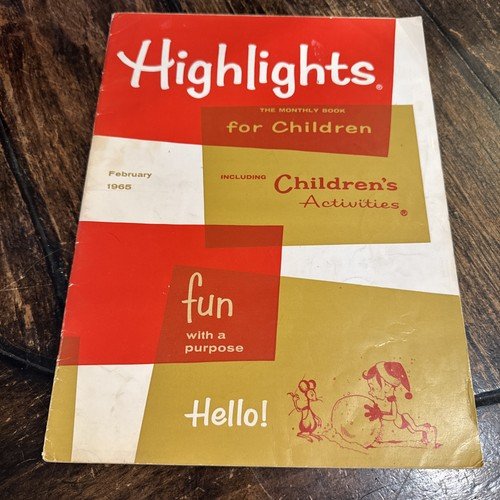 Highlights®
THE MONTHLY BOOK
for Children
February
1965
INCLUDING Children's
Activities®
fun
with a
purpose
Hello!